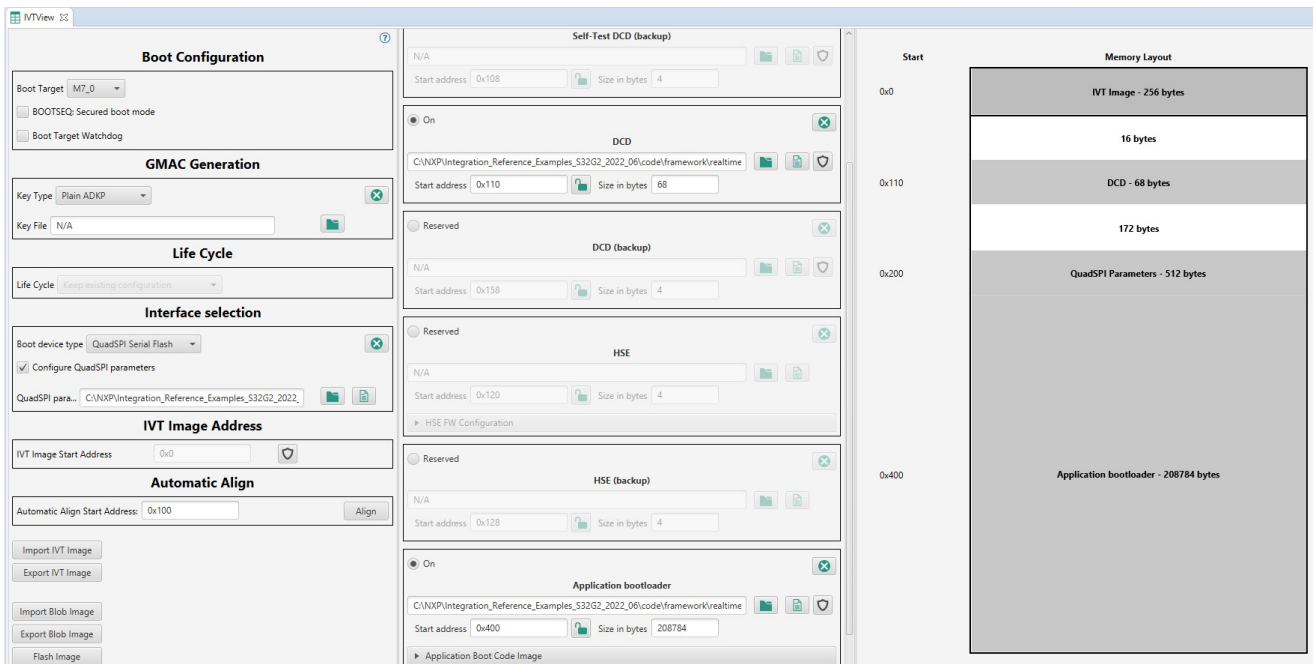 IVTView
Boot Configuration
Boot Target M7_0
BOOTSEQ: Secured boot mode
Boot Target Watchdog
GMAC Generation
Key Type Plain ADKP
Key File N/A
Life Cycle
Life Cycle Keep existing configuration
Interface selection
Boot device type QuadSPI Serial Flash
Configure QuadSPI parameters
QuadSPI para... C:\NXP\Integration_Reference_Examples_S32G2_2022_
IVT Image Address
IVT Image Start Address 0x0
Automatic Align
Automatic Align Start Address: 0x100 Align
Import IVT Image
Export IVT Image
Import Blob Image
Export Blob Image
Flash Image
Self-Test DCD (backup)
N/A
Start address 0x108 Size in bytes 4
On
DCD
C:\NXP\Integration_Reference_Examples_S32G2_2022_06\code\framework\realtime
Start address 0x110 Size in bytes 68
Reserved
DCD (backup)
N/A
Start address 0x158 Size in bytes 4
Reserved
HSE
N/A
Start address 0x120 Size in bytes 4
HSE FW Configuration
Reserved
HSE (backup)
N/A
Start address 0x128 Size in bytes 4
On
Application bootloader
C:\NXP\Integration_Reference_Examples_S32G2_2022_06\code\framework\realtime
Start address 0x400 Size in bytes 208784
Application Boot Code Image
Start Memory Layout
0x0 IVT Image - 256 bytes
16 bytes
0x110 DCD - 68 bytes
172 bytes
0x200 QuadSPI Parameters - 512 bytes
0x400 Application bootloader - 208784 bytes